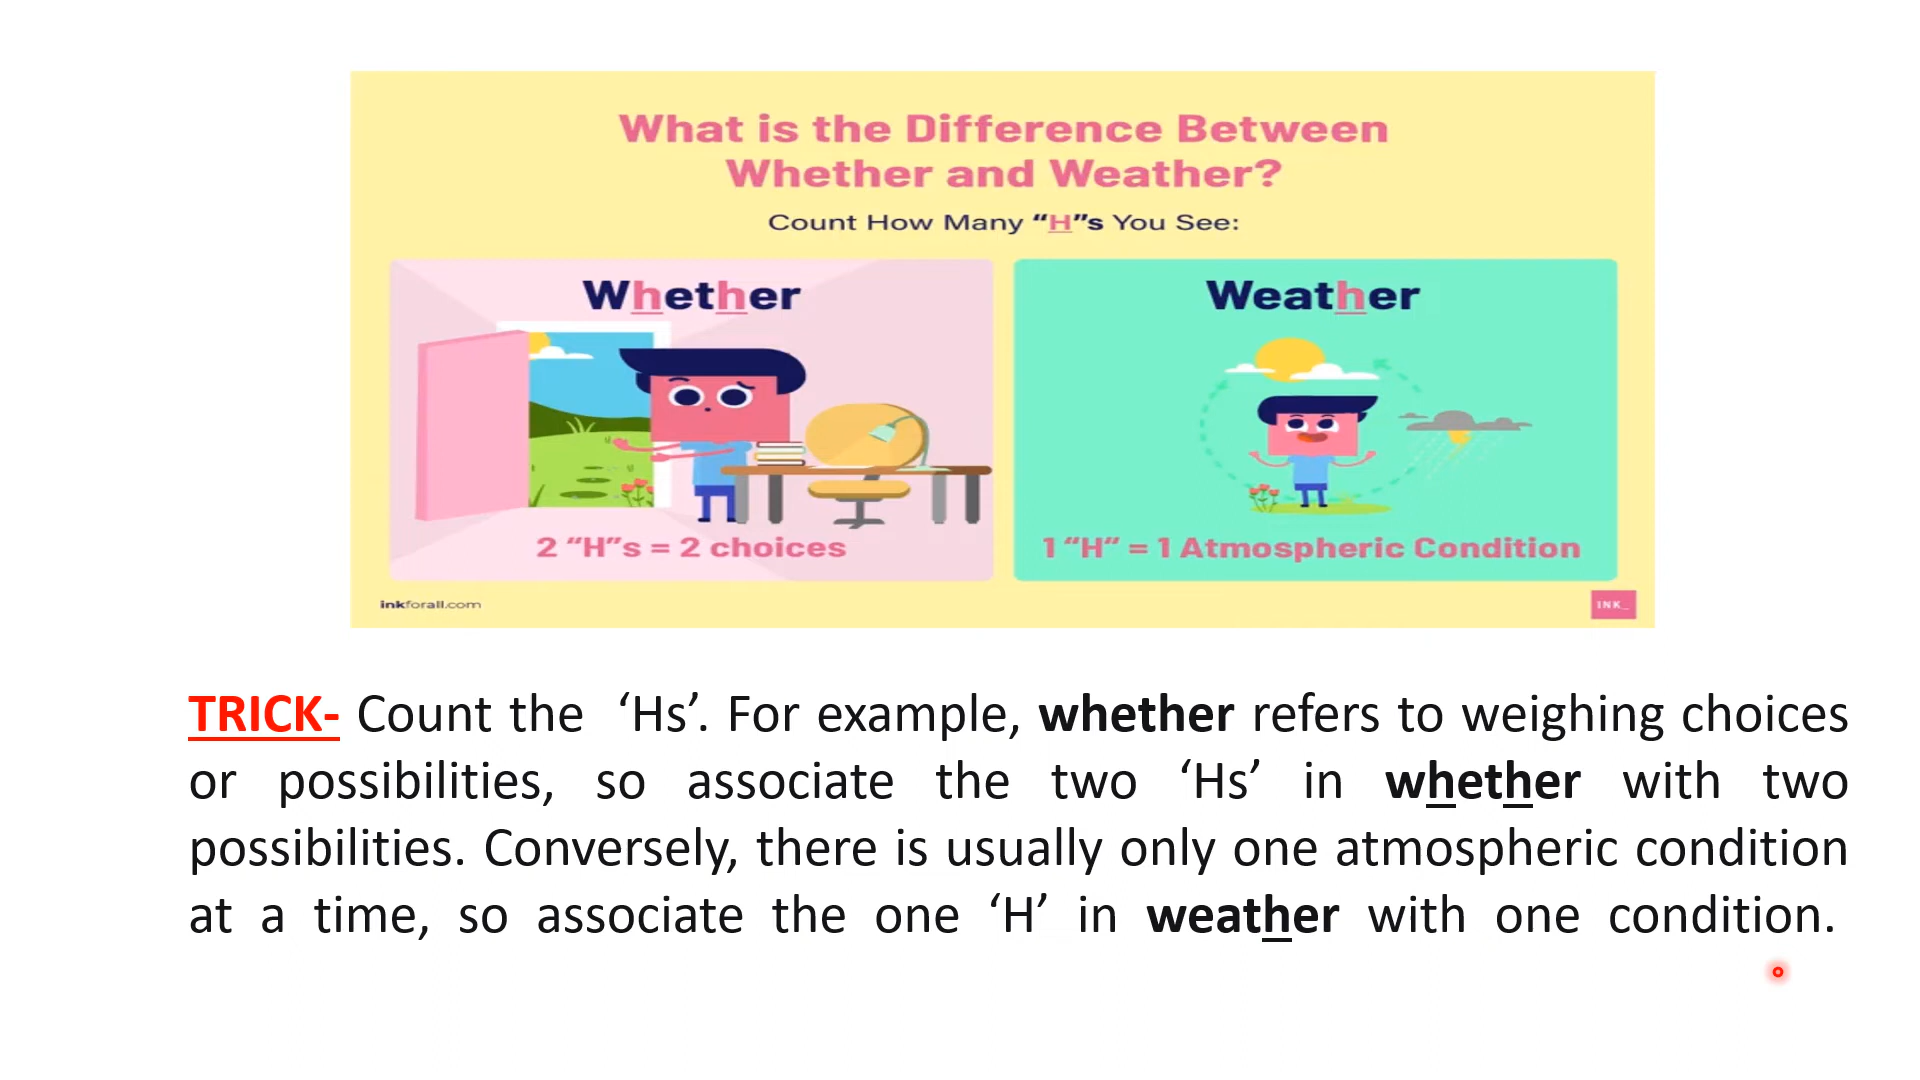 What is the Difference Between
Whether and Weather?
Count How Many “H”s You See:
Whether
2 “H”s = 2 choices
Weather
1 “H” = 1 Atmospheric Condition
inkforall.com
INK_
TRICK- Count the ‘Hs’. For example, whether refers to weighing choices
or possibilities, so associate the two ‘Hs’ in whether with two
possibilities. Conversely, there is usually only one atmospheric condition
at a time, so associate the one ‘H’ in weather with one condition.